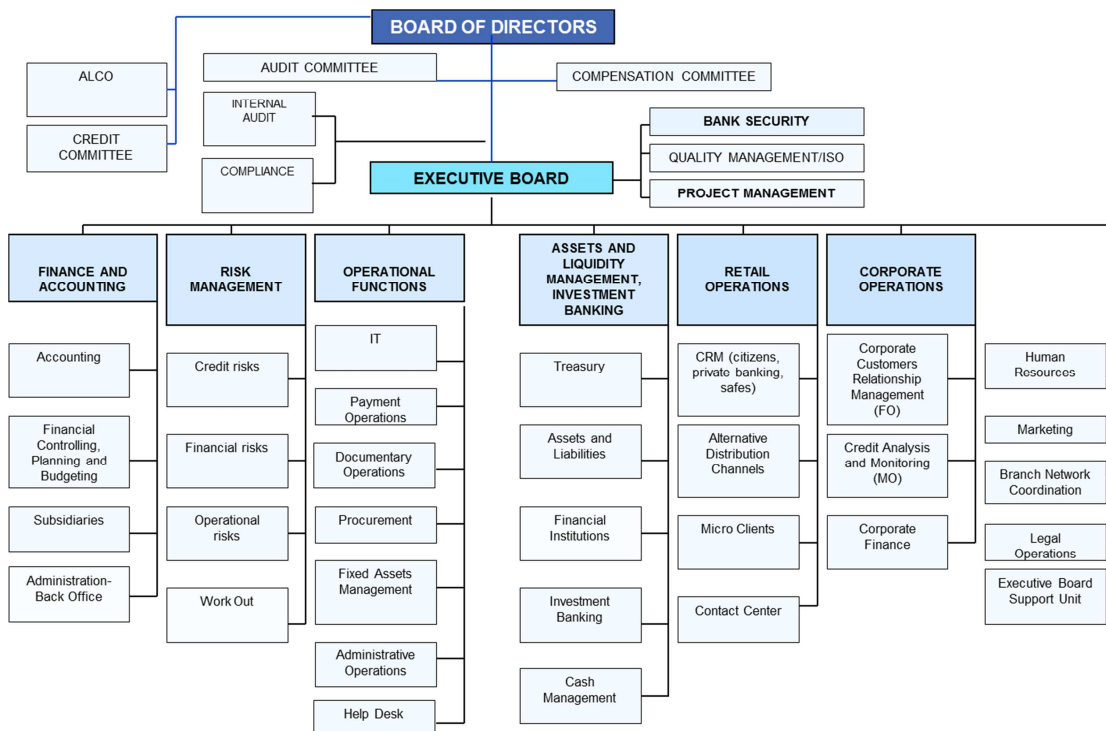 BOARD OF DIRECTORS
ALCO
AUDIT COMMITTEE
COMPENSATION COMMITTEE
CREDIT
COMMITTEE
INTERNAL
AUDIT
COMPLIANCE
BANK SECURITY
QUALITY MANAGEMENT/ISO
PROJECT MANAGEMENT
EXECUTIVE BOARD
FINANCE AND
ACCOUNTING
Accounting
Financial
Controlling,
Planning and
Budgeting
Subsidiaries
Administration-
Back Office
RISK
MANAGEMENT
Credit risks
Financial risks
Operational
risks
Work Out
OPERATIONAL
FUNCTIONS
IT
Payment
Operations
Documentary
Operations
Procurement
Fixed Assets
Management
Administrative
Operations
Help Desk
ASSETS AND
LIQUIDITY
MANAGEMENT,
INVESTMENT
BANKING
Treasury
Assets and
Liabilities
Financial
Institutions
Investment
Banking
Cash
Management
RETAIL
OPERATIONS
CRM (citizens,
private banking,
safes)
Alternative
Distribution
Channels
Micro Clients
Contact Center
CORPORATE
OPERATIONS
Corporate
Customers
Relationship
Management
(FO)
Credit Analysis
and Monitoring
(MO)
Corporate
Finance
Human
Resources
Marketing
Branch Network
Coordination
Legal
Operations
Executive Board
Support Unit